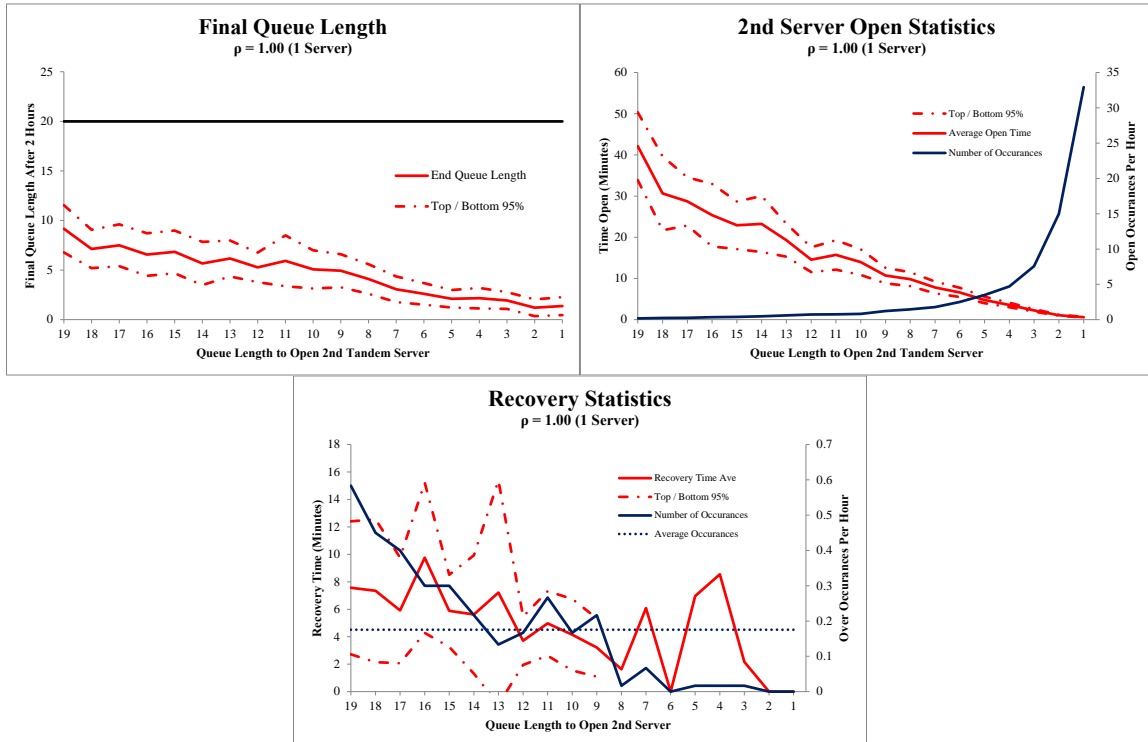 Final Queue Length
ρ = 1.00 (1 Server)
25
20
15
10
5
0
Final Queue Length After 2 Hours
End Queue Length
Top / Bottom 95%
19 18 17 16 15 14 13 12 11 10 9 8 7 6 5 4 3 2 1
Queue Length to Open 2nd Tandem Server
2nd Server Open Statistics
ρ = 1.00 (1 Server)
60
50
40
30
20
10
0
Time Open (Minutes)
Top / Bottom 95%
Average Open Time
Number of Occurances
35
30
25
20
15
10
5
0
Open Occurances Per Hour
19 18 17 16 15 14 13 12 11 10 9 8 7 6 5 4 3 2 1
Queue Length to Open 2nd Tandem Server
Recovery Statistics
ρ = 1.00 (1 Server)
18
16
14
12
10
8
6
4
2
0
Recovery Time (Minutes)
Recovery Time Ave
Top / Bottom 95%
Number of Occurances
Average Occurances
0.7
0.6
0.5
0.4
0.3
0.2
0.1
0
Over Occurances Per Hour
19 18 17 16 15 14 13 12 11 10 9 8 7 6 5 4 3 2 1
Queue Length to Open 2nd Server